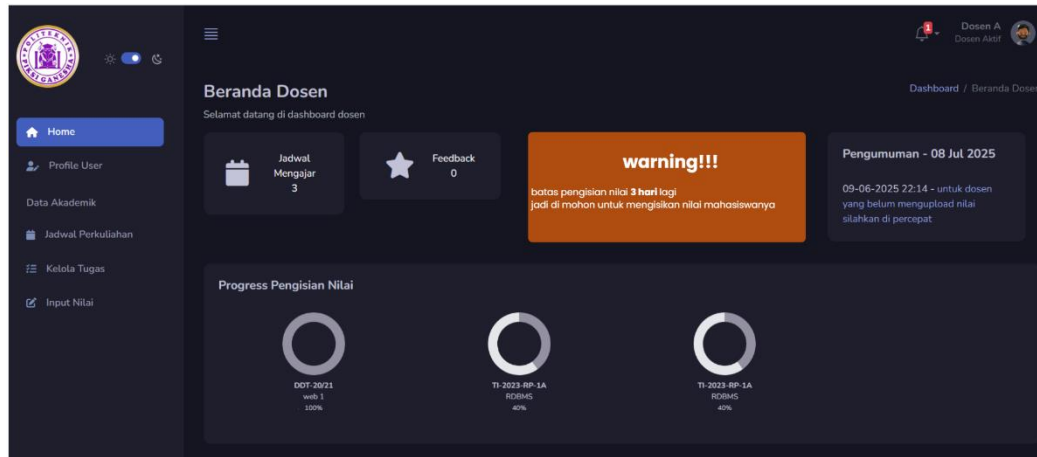 POLITEKNIK
PIKSI GANESHA
1
Dosen A
Dosen Aktif
Beranda Dosen
Dashboard / Beranda Dosen
Selamat datang di dashboard dosen
Home
Profile User
Data Akademik
Jadwal Perkuliahan
Kelola Tugas
Input Nilai
Jadwal
Mengajar
3
Feedback
0
warning!!!
batas pengisian nilai 3 hari lagi
jadi di mohon untuk mengisikan nilai mahasiswanya
Pengumuman - 08 Jul 2025
09-06-2025 22:14 - untuk dosen
yang belum mengupload nilai
silahkan di percepat
Progress Pengisian Nilai
DDT-20/21
web 1
100%
TI-2023-RP-1A
RDBMS
40%
TI-2023-RP-1A
RDBMS
40%